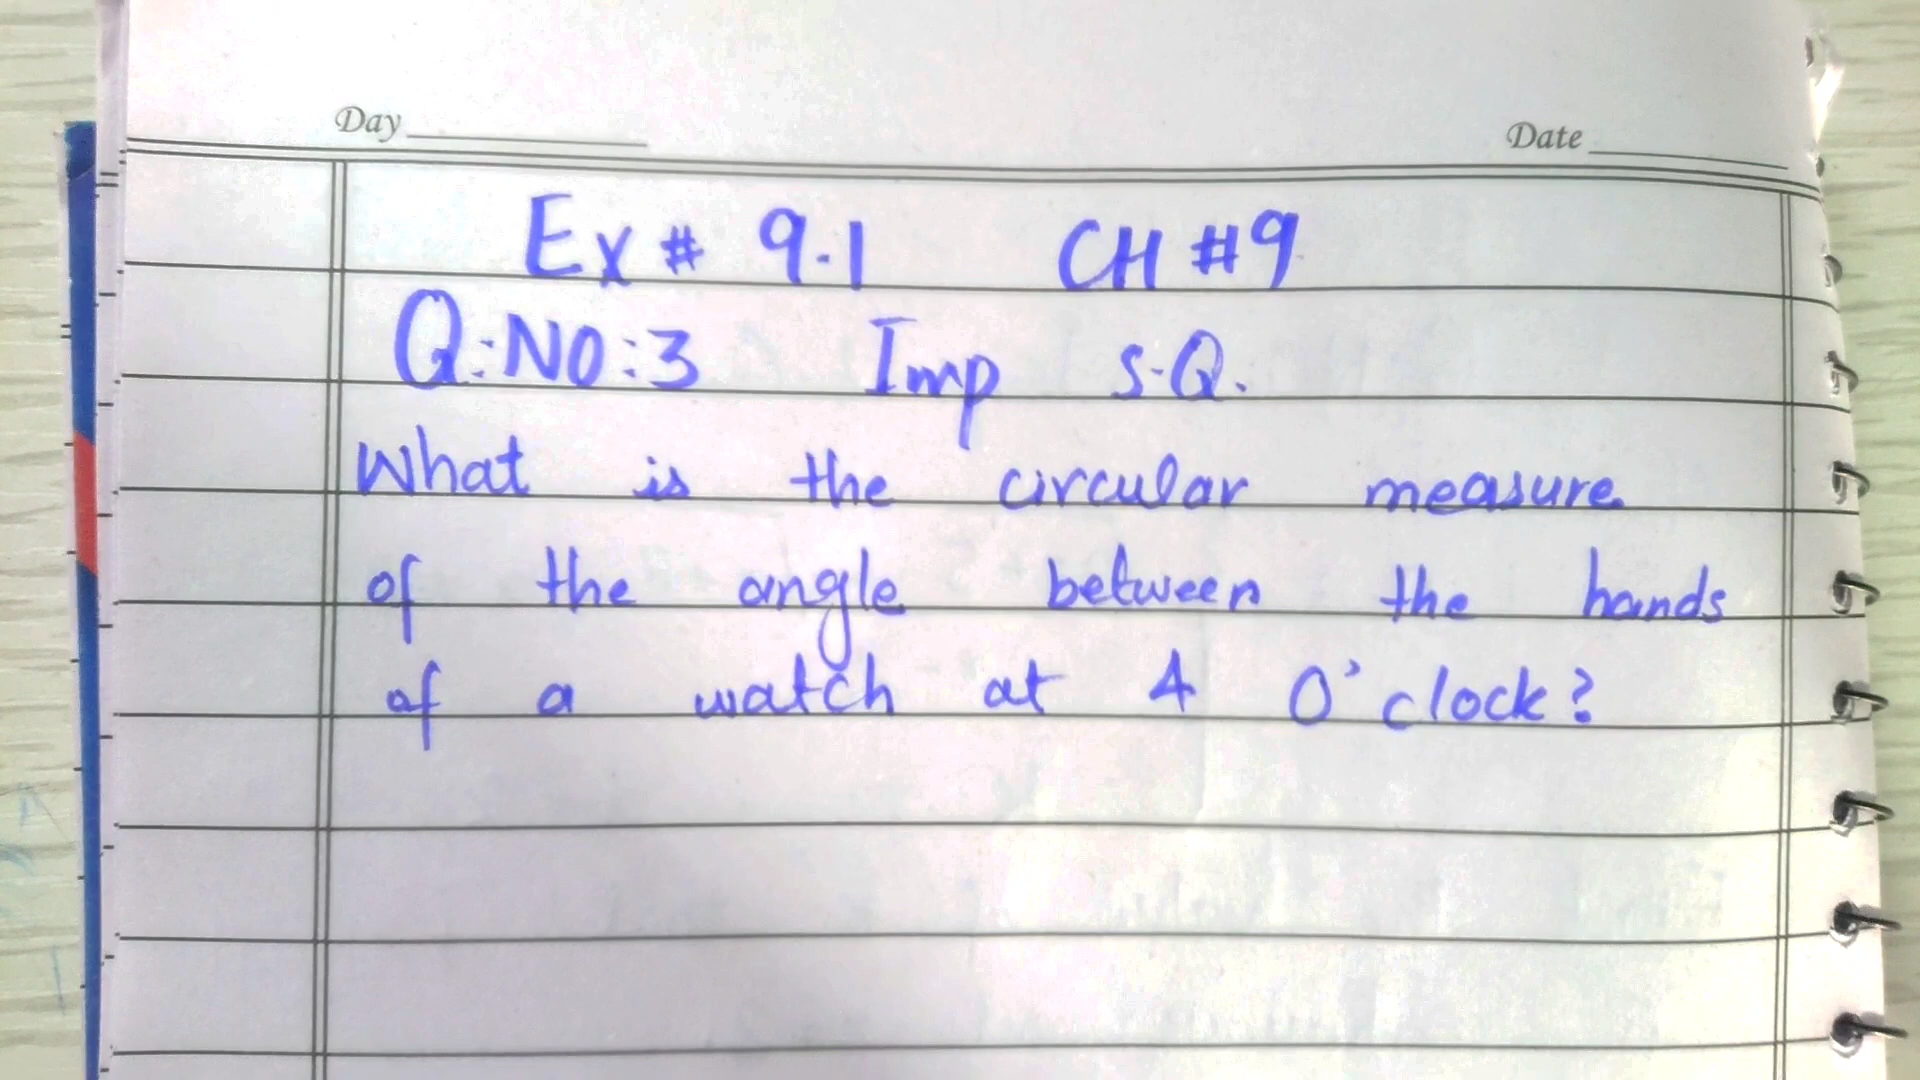 Day Date
Ex # 9.1 CH #9
Q:NO:3 Imp S.Q.
What is the circular measure
of the angle between the hands
of a watch at 4 O'clock?